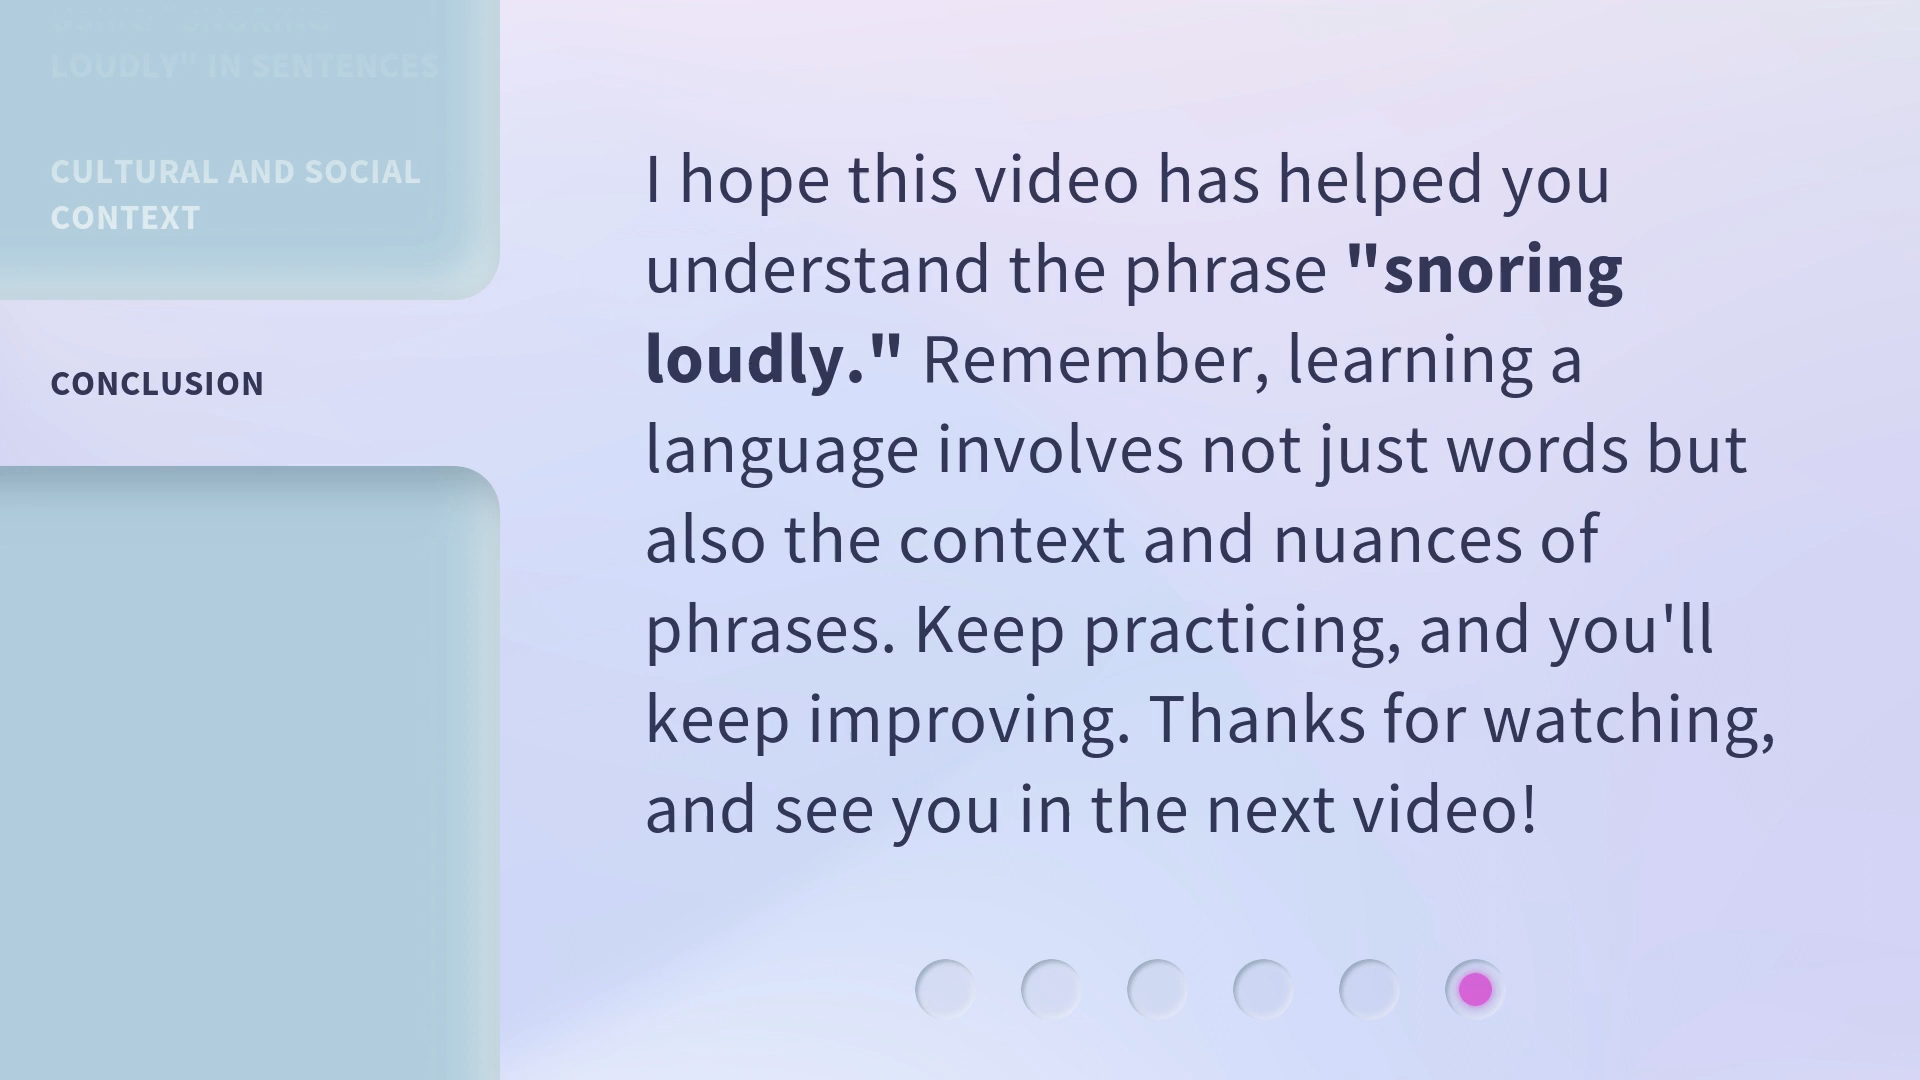 LOUDLY" IN SENTENCES
CULTURAL AND SOCIAL
CONTEXT
CONCLUSION
I hope this video has helped you
understand the phrase "snoring
loudly." Remember, learning a
language involves not just words but
also the context and nuances of
phrases. Keep practicing, and you'll
keep improving. Thanks for watching,
and see you in the next video!